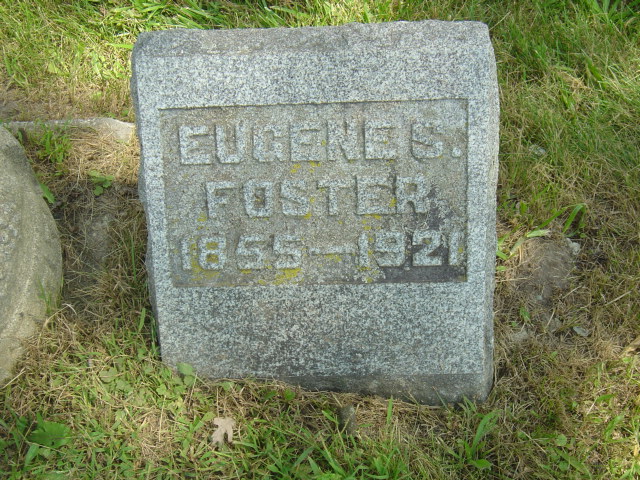 EUGENE S.
FOSTER
1855-1921